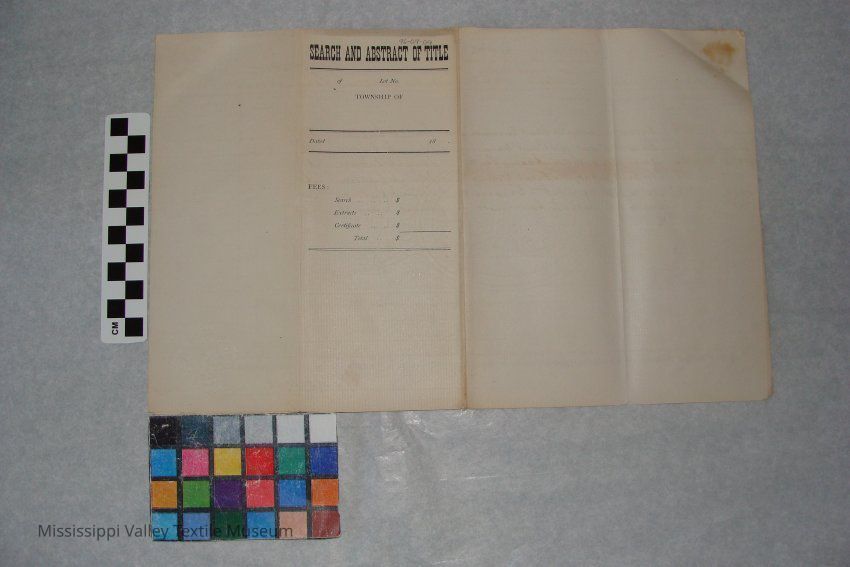 SEARCH AND ABSTRACT OF TITLE
of Lot No.
TOWNSHIP OF
Dated 18 .
FEES:
Search $
Extracts $
Certificate $
Total $
CM
Mississippi Valley Textile Museum